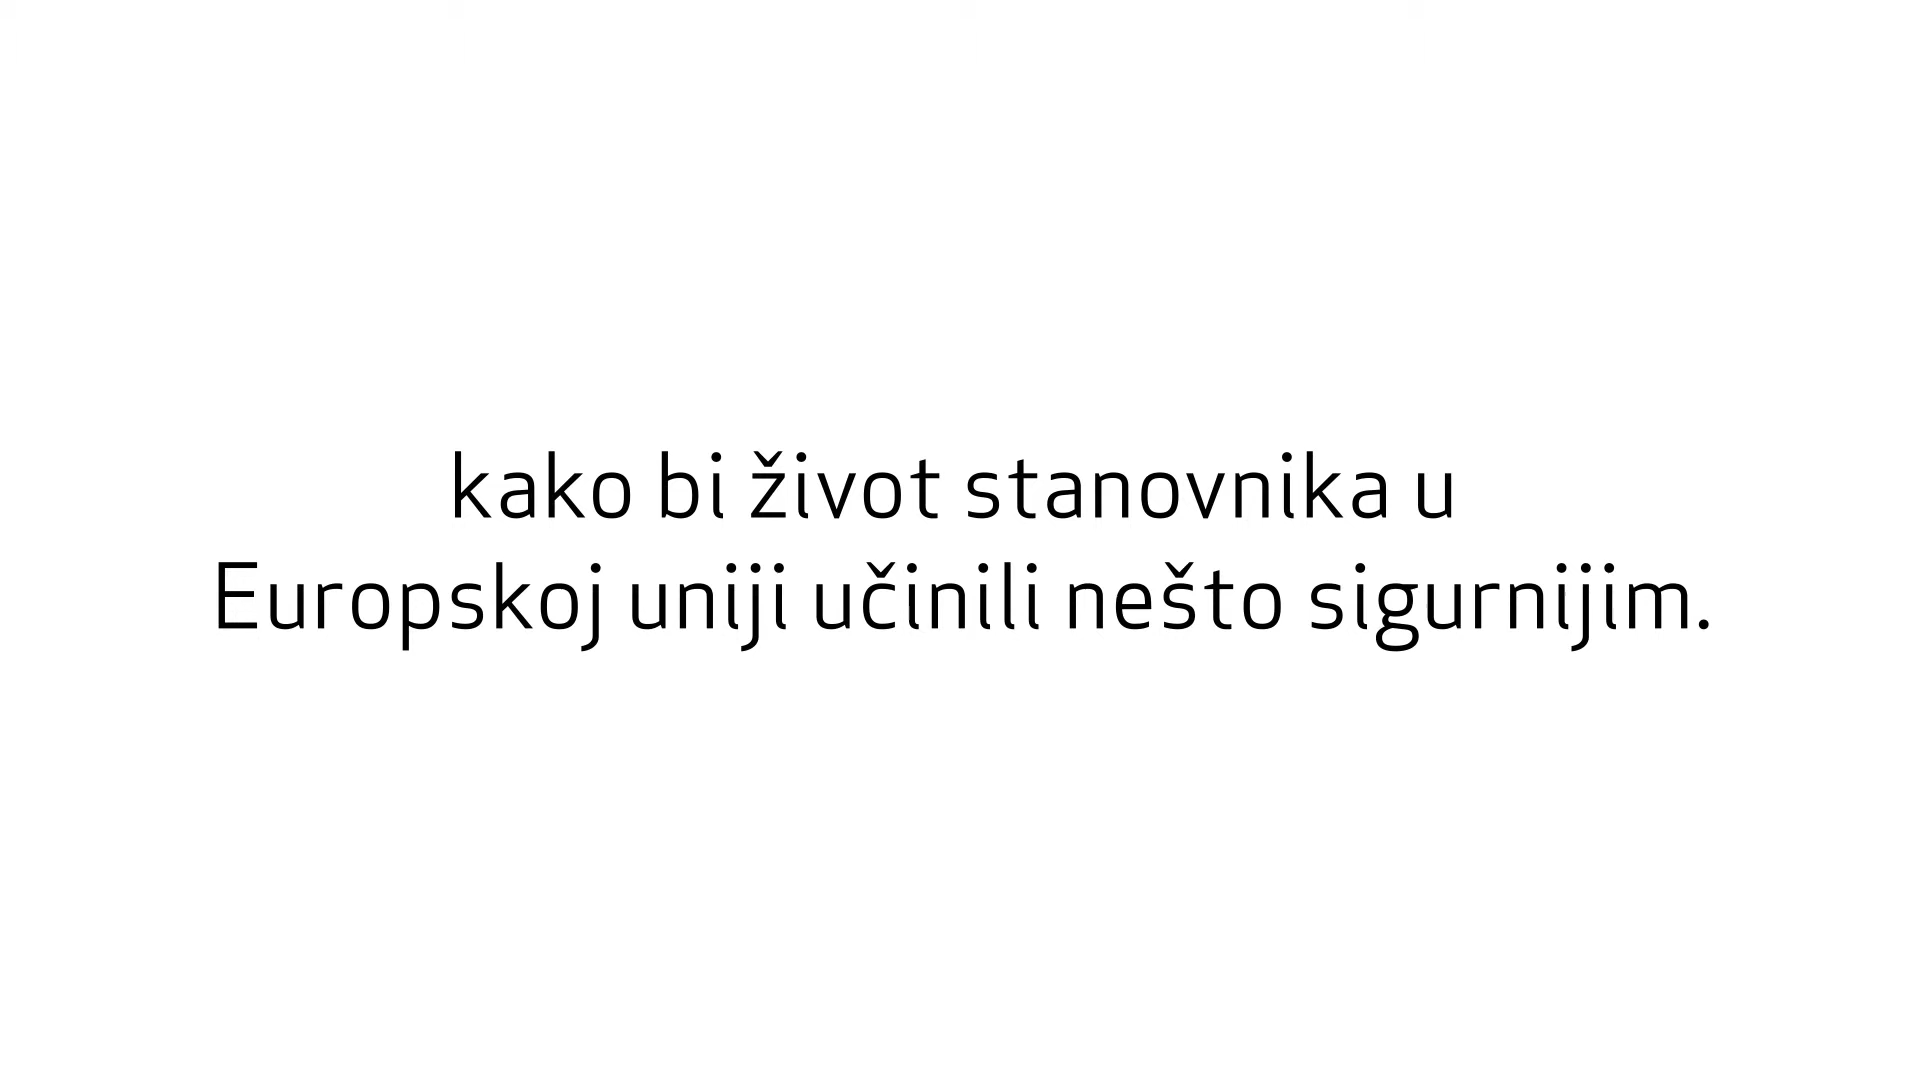 kako bi život stanovnika u
Europskoj uniji učinili nešto sigurnijim.